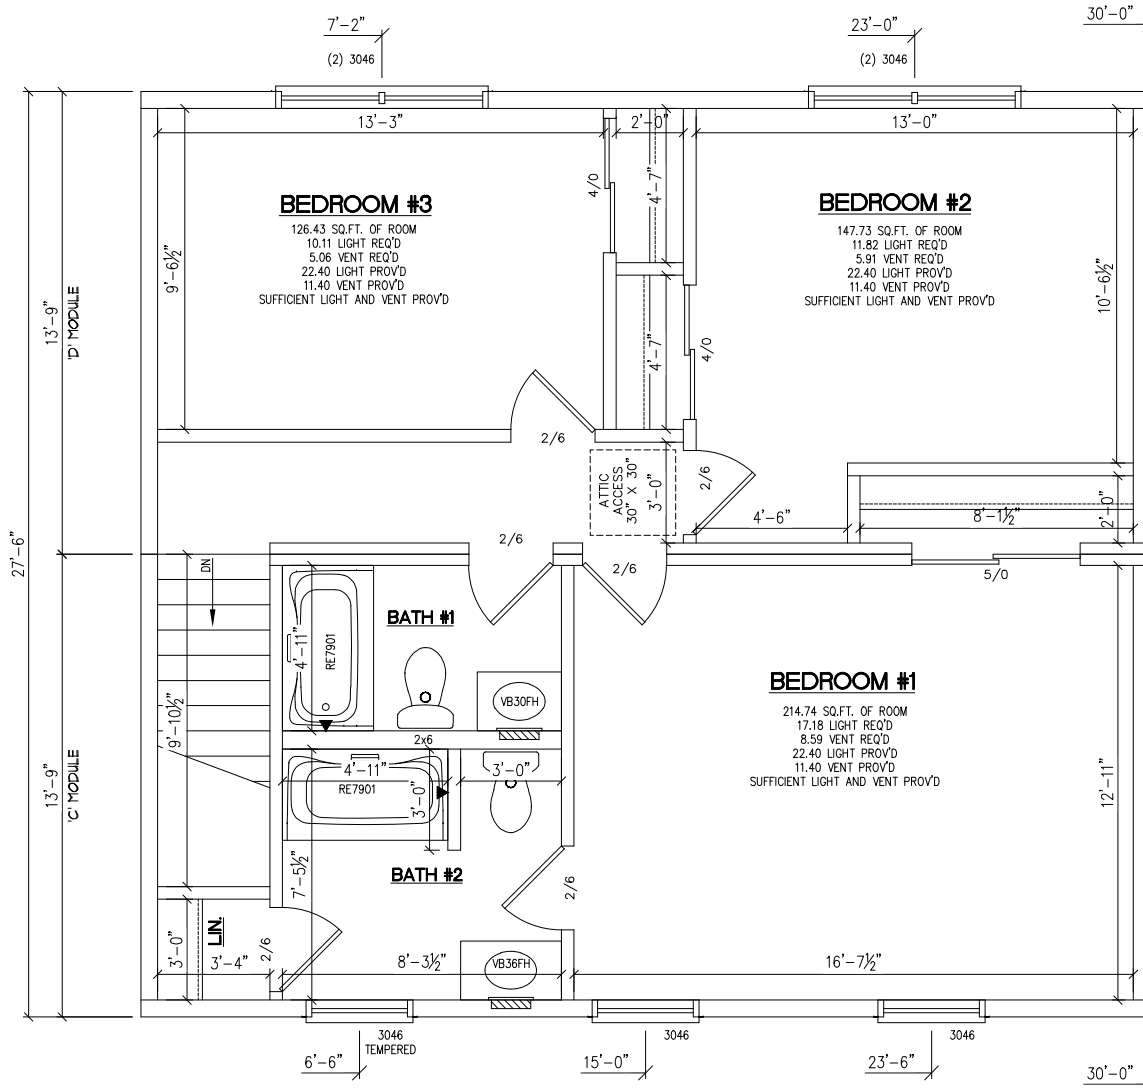 7'-2"
23'-0"
30'-0"
(2) 3046
(2) 3046
13'-3"
2'-0"
13'-0"
4/0
4'-7"
BEDROOM #3
126.43 SQ.FT. OF ROOM
10.11 LIGHT REQ'D
5.06 VENT REQ'D
22.40 LIGHT PROV'D
11.40 VENT PROV'D
SUFFICIENT LIGHT AND VENT PROV'D
BEDROOM #2
147.73 SQ.FT. OF ROOM
11.82 LIGHT REQ'D
5.91 VENT REQ'D
22.40 LIGHT PROV'D
11.40 VENT PROV'D
SUFFICIENT LIGHT AND VENT PROV'D
9'-6½"
10'-6½"
13'-9"
'D' MODULE
4'-7"
4/0
2/6
ATTIC
ACCESS
30" X 30"
3'-0"
2/6
4'-6"
8'-1½"
2'-0"
27'-6"
2/6
2/6
5/0
DN
BATH #1
4'-11"
RE7901
VB30FH
BEDROOM #1
214.74 SQ.FT. OF ROOM
17.18 LIGHT REQ'D
8.59 VENT REQ'D
22.40 LIGHT PROV'D
11.40 VENT PROV'D
SUFFICIENT LIGHT AND VENT PROV'D
9'-10½"
2x6
4'-11"
3'-0"
RE7901
3'-0"
13'-9"
'C' MODULE
12'-11"
7'-5½"
BATH #2
2/6
LIN.
3'-0"
3'-4"
2/6
8'-3½"
VB36FH
16'-7½"
3046
TEMPERED
3046
3046
6'-6"
15'-0"
23'-6"
30'-0"